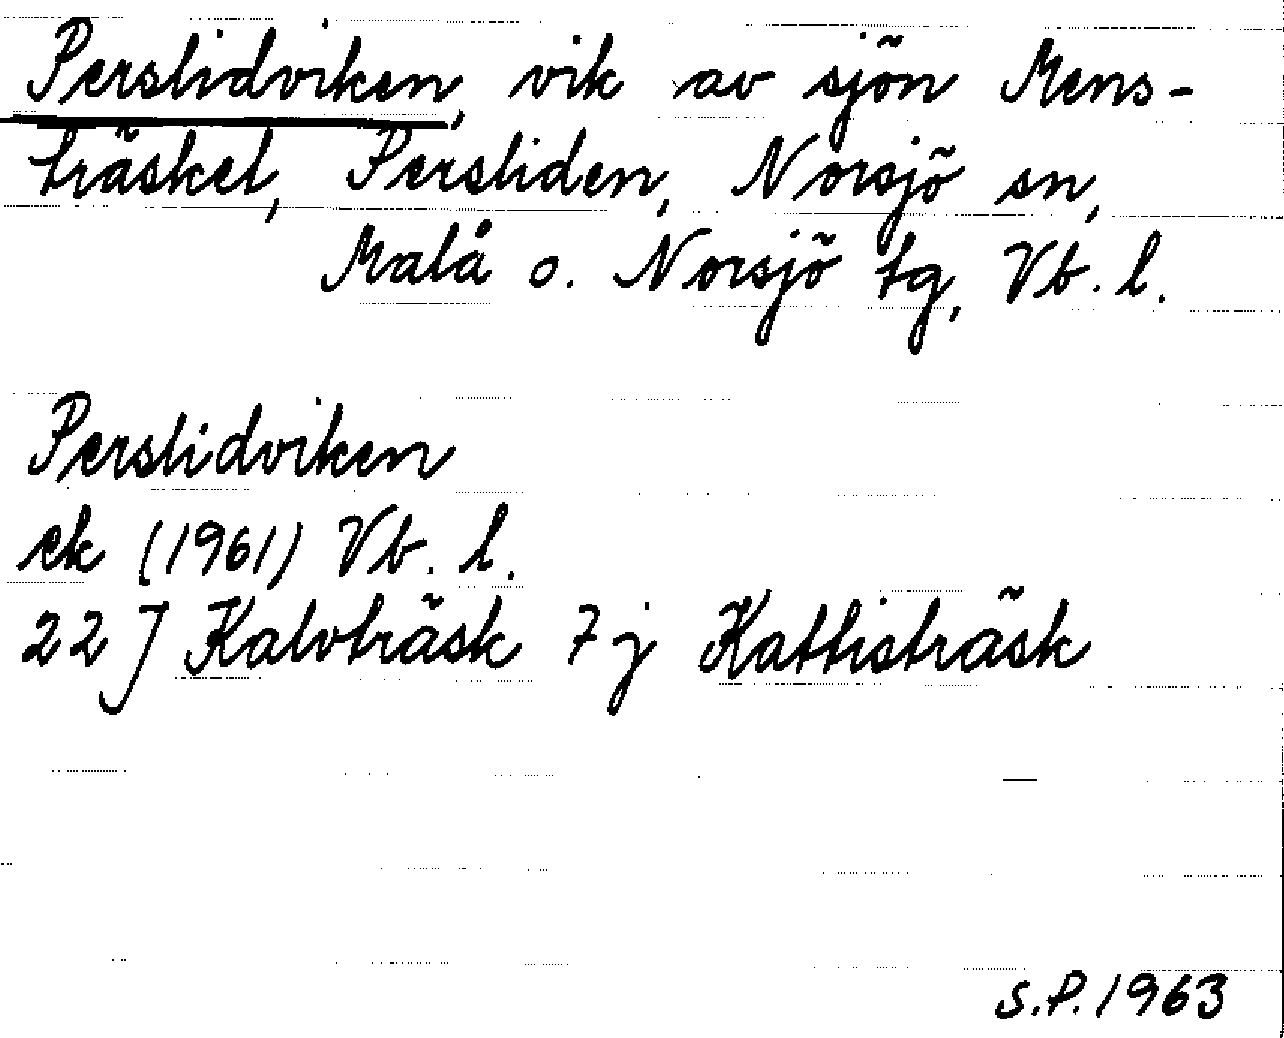 Perslidviken, vik av sjön Mens-
träsket, Persliden, Norsjö sn,
Malå o. Norsjö tg, Vb. l.
Perslidviken
ek (1961) Vb. l.
22 J Kalvträsk 7 j Kattisträsk
S.P. 1963